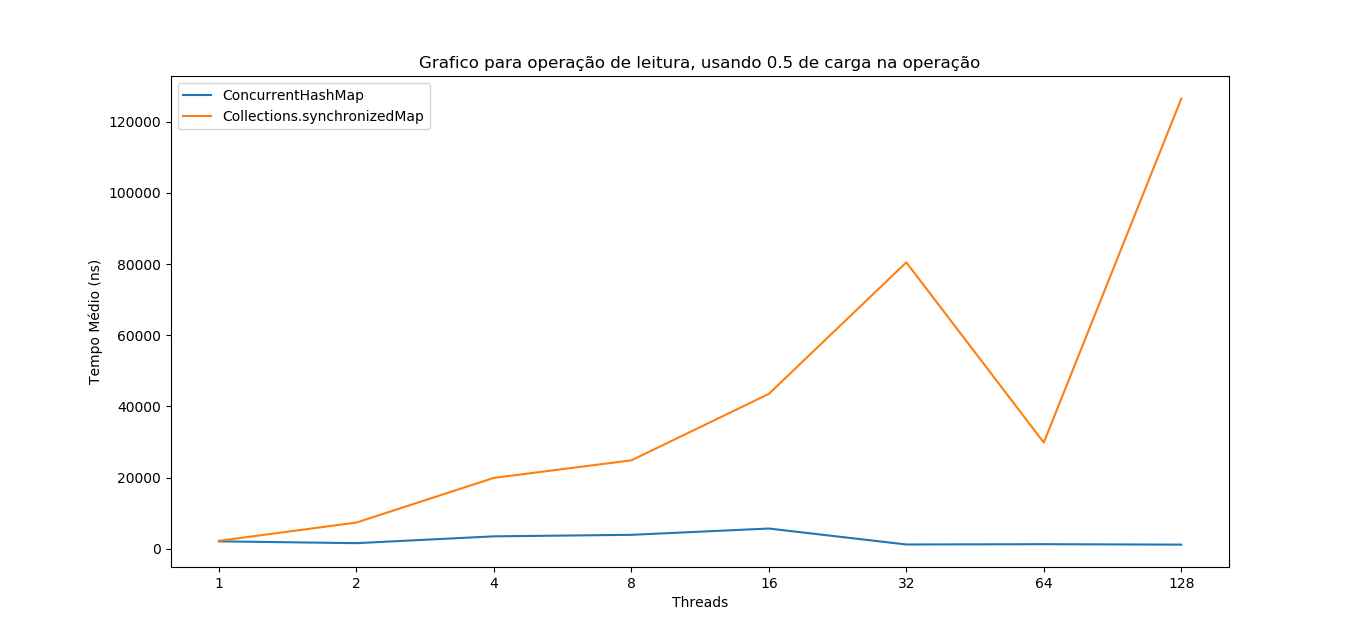 Grafico para operação de leitura, usando 0.5 de carga na operação
ConcurrentHashMap
Collections.synchronizedMap
120000
100000
80000
60000
40000
20000
0
Tempo Médio (ns)
1 2 4 8 16 32 64 128
Threads